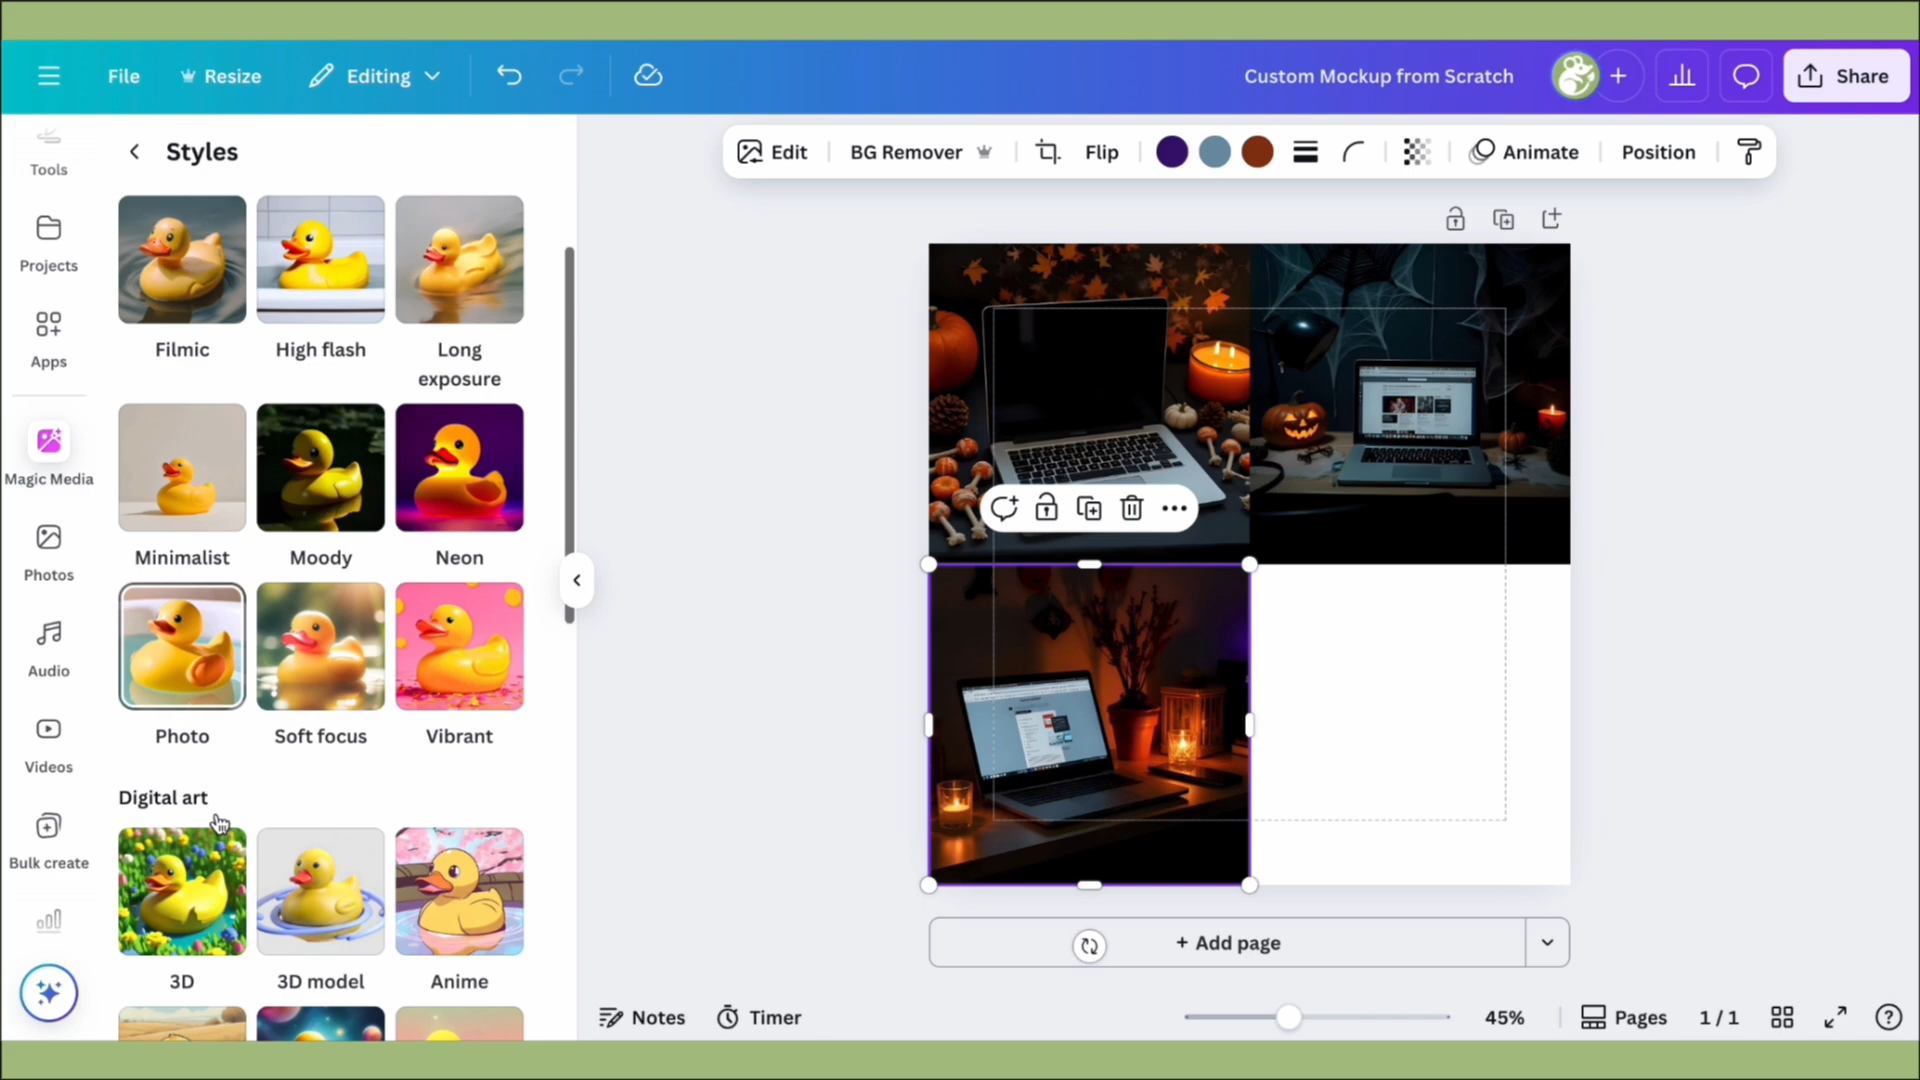 File
Resize
Editing
Custom Mockup from Scratch
Share
Tools
Projects
Apps
Magic Media
Photos
Audio
Videos
Bulk create
Styles
Filmic
High flash
Long
exposure
Minimalist
Moody
Neon
Photo
Soft focus
Vibrant
Digital art
3D
3D model
Anime
Edit
BG Remover
Flip
Animate
Position
+ Add page
Notes
Timer
45%
Pages
1 / 1